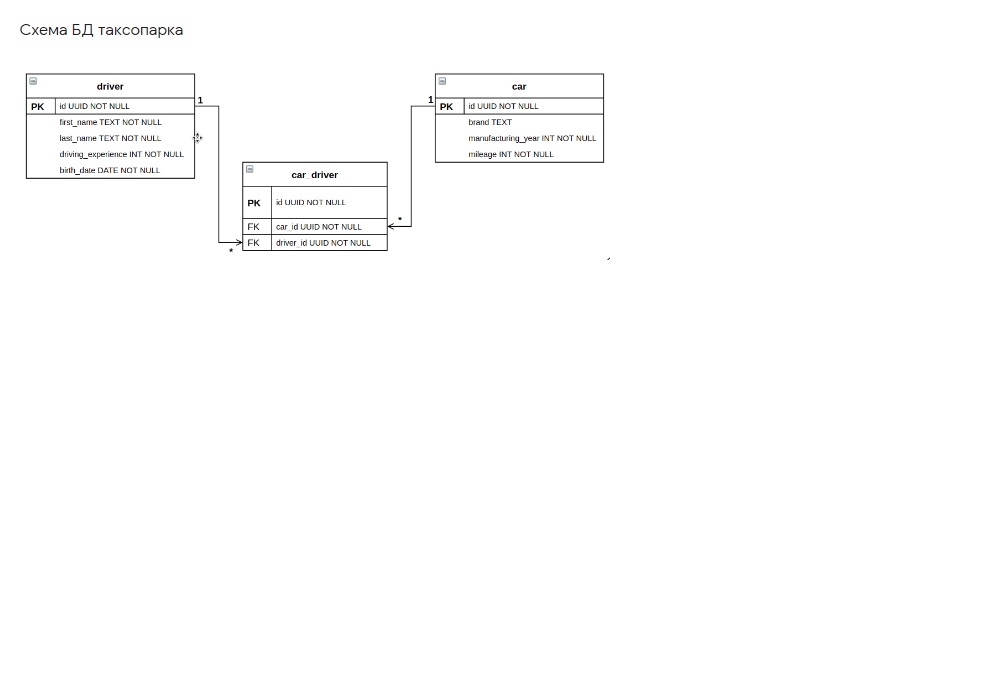 Схема БД таксопарка
driver
PK id UUID NOT NULL
first_name TEXT NOT NULL
last_name TEXT NOT NULL
driving_experience INT NOT NULL
birth_date DATE NOT NULL
1
car
PK id UUID NOT NULL
brand TEXT
manufacturing_year INT NOT NULL
mileage INT NOT NULL
1
car_driver
PK id UUID NOT NULL
FK car_id UUID NOT NULL
FK driver_id UUID NOT NULL
*
*